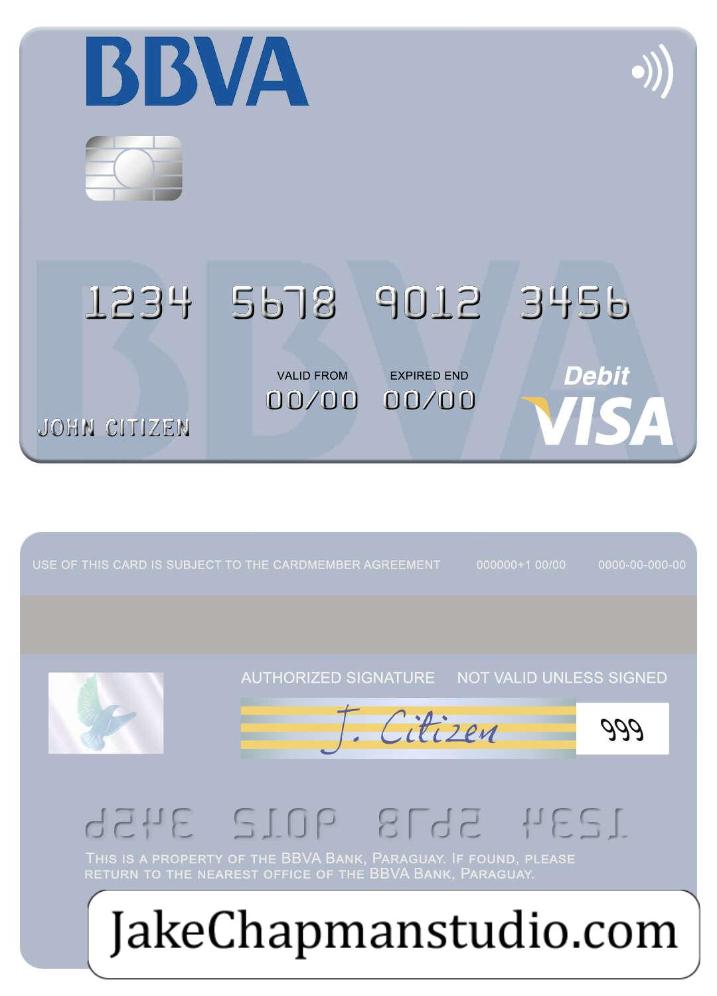 BBVA
BBVA
1234 5678 9012 3456
VALID FROM EXPIRED END
00/00 00/00
Debit
VISA
JOHN CITIZEN
USE OF THIS CARD IS SUBJECT TO THE CARDMEMBER AGREEMENT 000000+1 00/00 0000-00-000-00
AUTHORIZED SIGNATURE NOT VALID UNLESS SIGNED
J. Citizen 999
THIS IS A PROPERTY OF THE BBVA BANK, PARAGUAY. IF FOUND, PLEASE
RETURN TO THE NEAREST OFFICE OF THE BBVA BANK, PARAGUAY.
JakeChapmanstudio.com